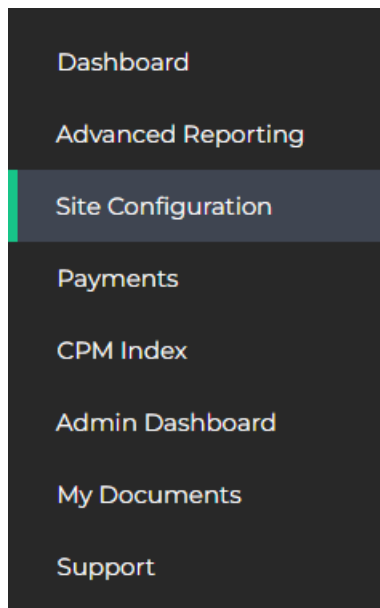 Dashboard
Advanced Reporting
Site Configuration
Payments
CPM Index
Admin Dashboard
My Documents
Support